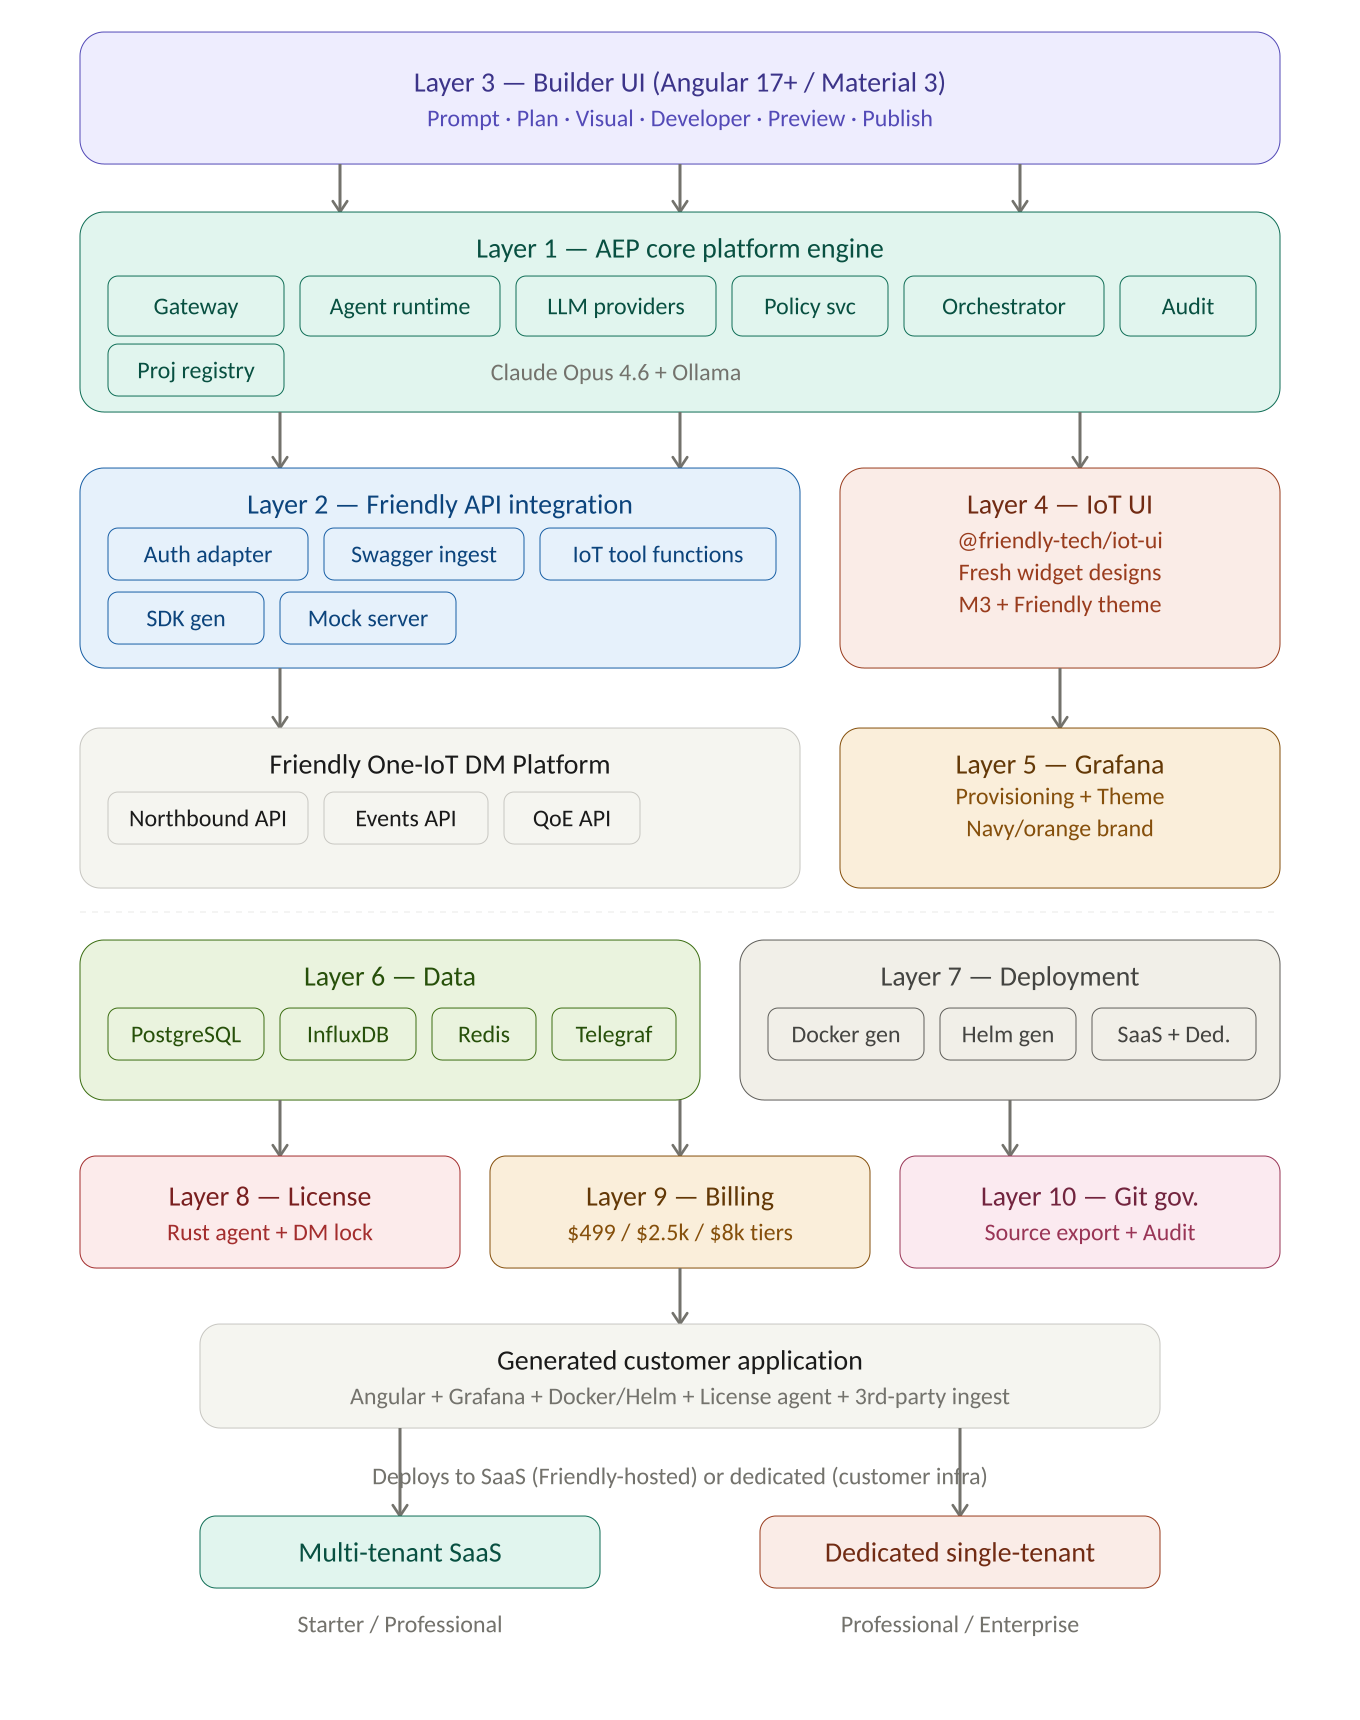 Layer 3 — Builder UI (Angular 17+ / Material 3)
Prompt · Plan · Visual · Developer · Preview · Publish
Layer 1 — AEP core platform engine
Gateway
Agent runtime
LLM providers
Policy svc
Orchestrator
Audit
Proj registry
Claude Opus 4.6 + Ollama
Layer 2 — Friendly API integration
Auth adapter
Swagger ingest
IoT tool functions
SDK gen
Mock server
Layer 4 — IoT UI
@friendly-tech/iot-ui
Fresh widget designs
M3 + Friendly theme
Friendly One-IoT DM Platform
Northbound API
Events API
QoE API
Layer 5 — Grafana
Provisioning + Theme
Navy/orange brand
Layer 6 — Data
PostgreSQL
InfluxDB
Redis
Telegraf
Layer 7 — Deployment
Docker gen
Helm gen
SaaS + Ded.
Layer 8 — License
Rust agent + DM lock
Layer 9 — Billing
$499 / $2.5k / $8k tiers
Layer 10 — Git gov.
Source export + Audit
Generated customer application
Angular + Grafana + Docker/Helm + License agent + 3rd-party ingest
Deploys to SaaS (Friendly-hosted) or dedicated (customer infra)
Multi-tenant SaaS
Dedicated single-tenant
Starter / Professional
Professional / Enterprise